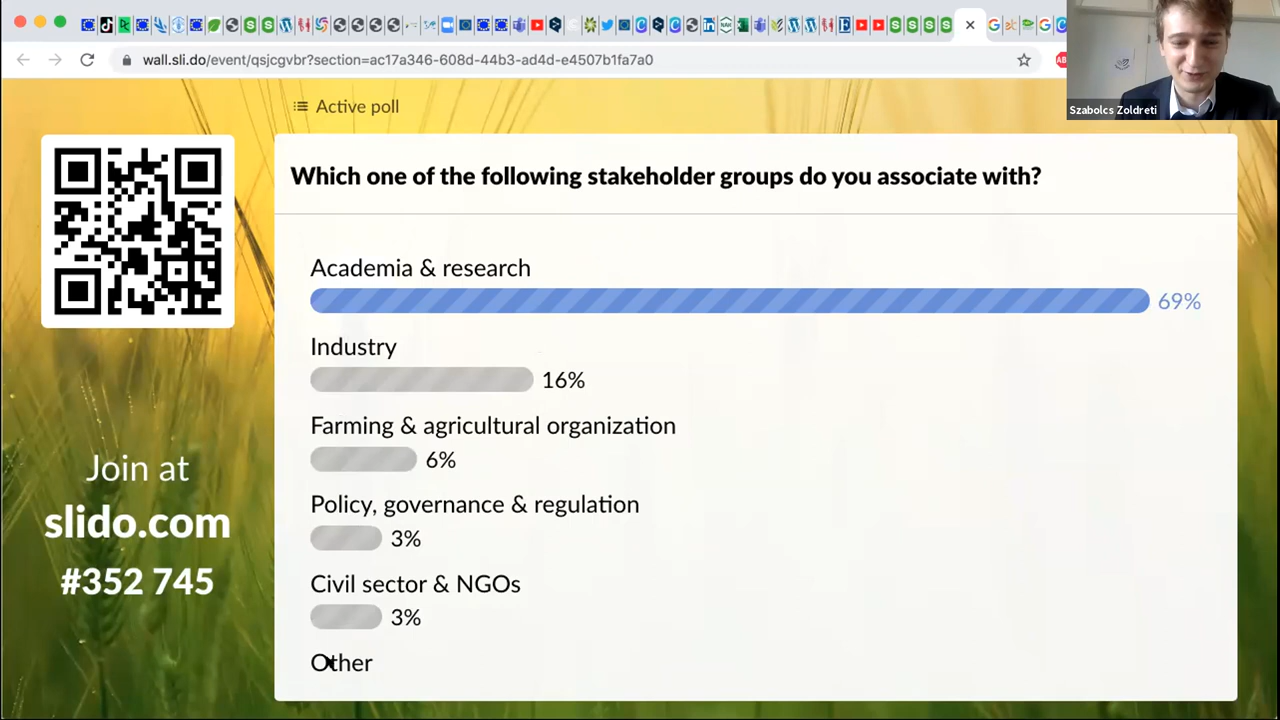 wall.sli.do/event/qsjcgvbr?section=ac17a346-608d-44b3-ad4d-e4507b1fa7a0
Szabolcs Zoldreti
Active poll
Which one of the following stakeholder groups do you associate with?
Academia & research
69%
Industry
16%
Farming & agricultural organization
6%
Policy, governance & regulation
3%
Civil sector & NGOs
3%
Other
Join at
slido.com
#352 745